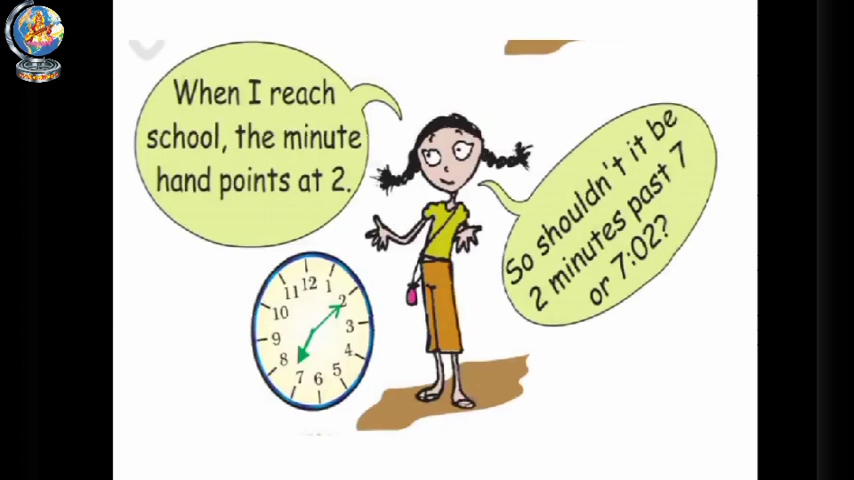 When I reach
school, the minute
hand points at 2.
So shouldn't it be
2 minutes past 7
or 7:02?
12
1
2
3
4
5
6
7
8
9
10
11